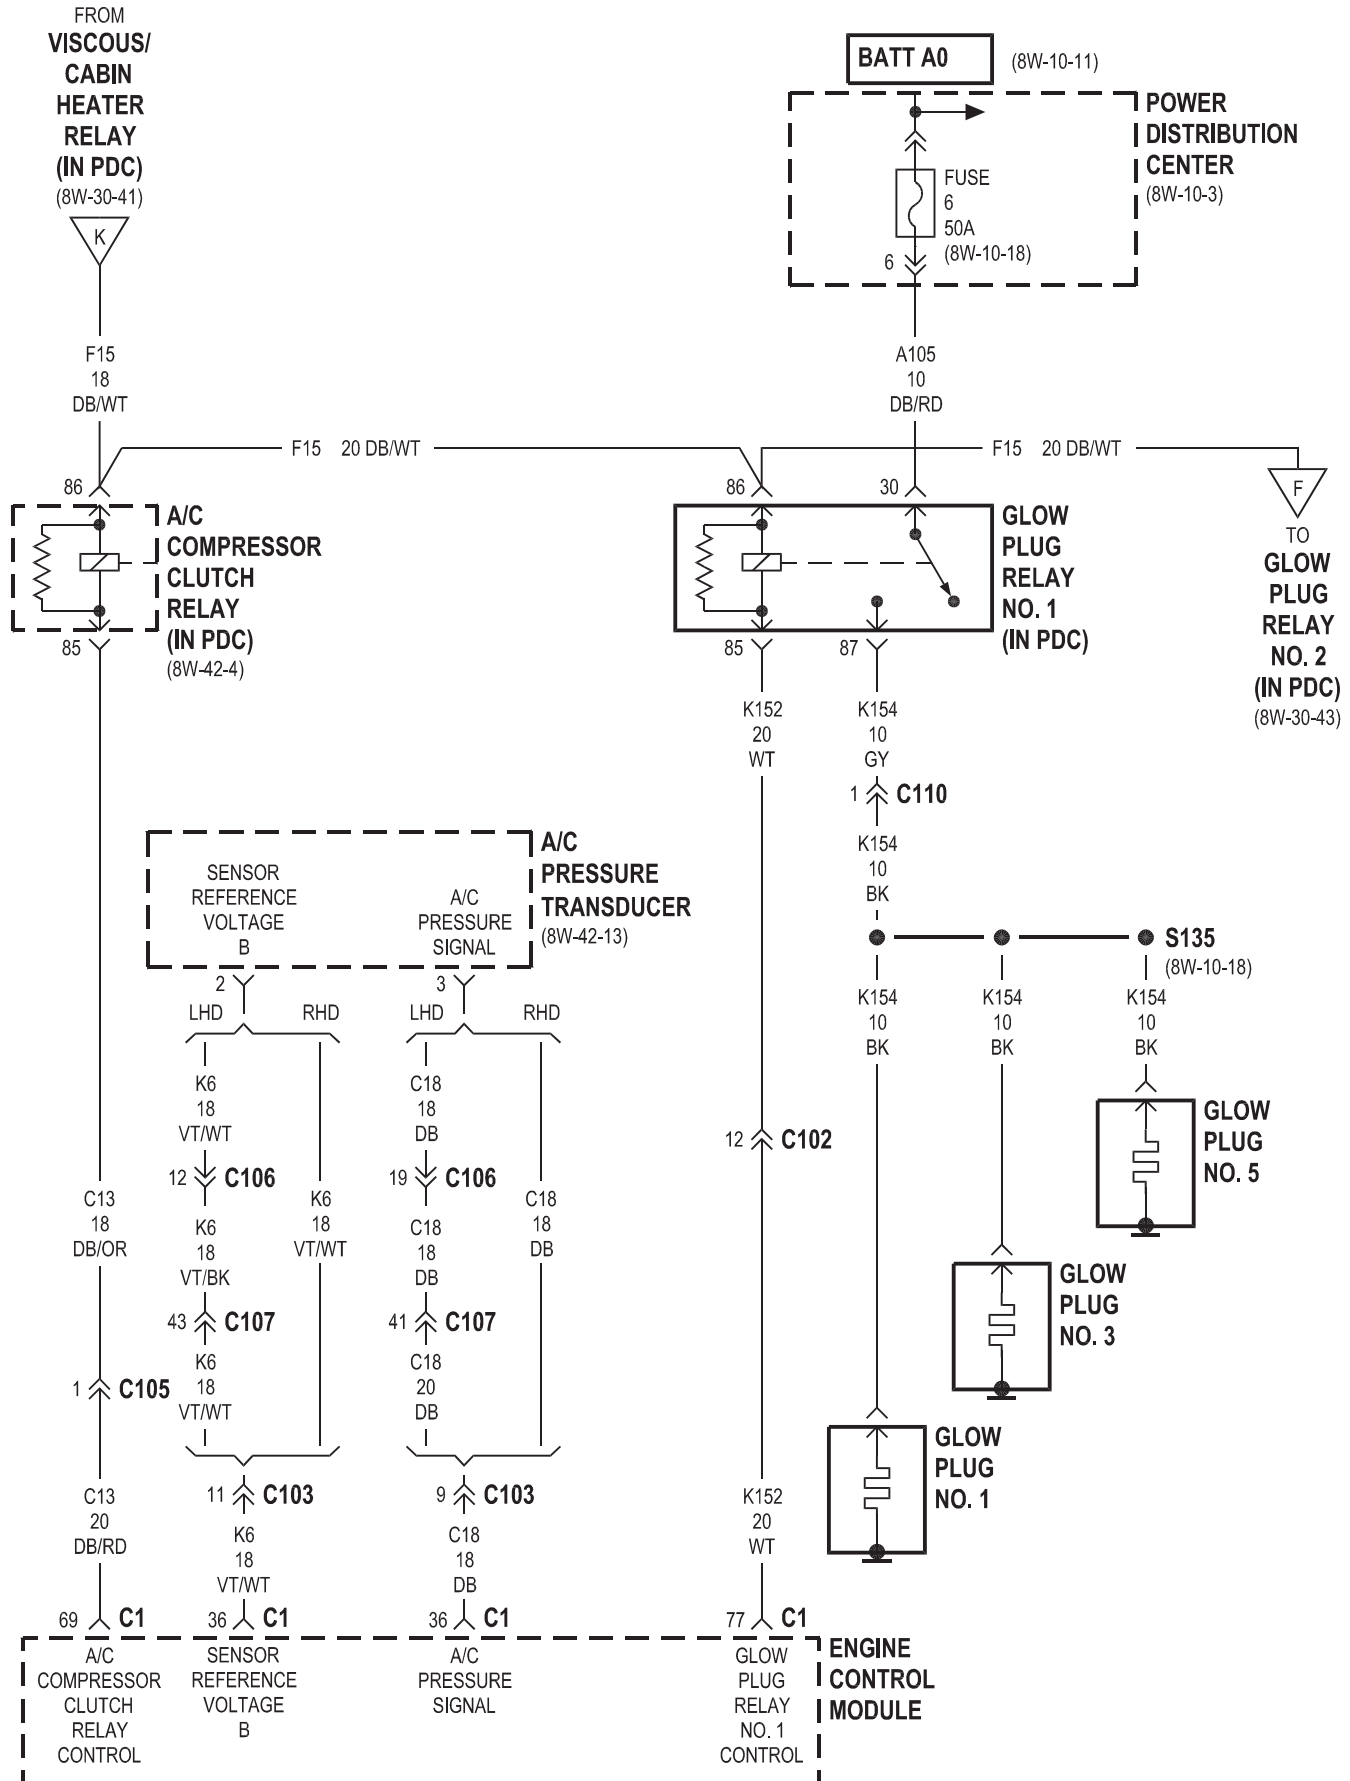 FROM
VISCOUS/
CABIN
HEATER
RELAY
(IN PDC)
(8W-30-41)
K
F15
18
DB/WT
BATT A0
(8W-10-11)
POWER
DISTRIBUTION
CENTER
(8W-10-3)
FUSE
6
50A
(8W-10-18)
6
A105
10
DB/RD
F15 20 DB/WT
F15 20 DB/WT
86
A/C
COMPRESSOR
CLUTCH
RELAY
(IN PDC)
(8W-42-4)
85
86
30
GLOW
PLUG
RELAY
NO. 1
(IN PDC)
85
87
F
TO
GLOW
PLUG
RELAY
NO. 2
(IN PDC)
(8W-30-43)
K152
20
WT
K154
10
GY
1
C110
K154
10
BK
S135
(8W-10-18)
K154
10
BK
K154
10
BK
K154
10
BK
A/C
PRESSURE
TRANSDUCER
(8W-42-13)
SENSOR
REFERENCE
VOLTAGE
B
A/C
PRESSURE
SIGNAL
2
3
LHD
RHD
LHD
RHD
K6
18
VT/WT
C18
18
DB
12
C106
19
C106
12
C102
C13
18
DB/OR
K6
18
VT/BK
K6
18
VT/WT
C18
18
DB
C18
18
DB
43
C107
41
C107
K6
18
VT/WT
C18
20
DB
1
C105
GLOW
PLUG
NO. 5
GLOW
PLUG
NO. 3
GLOW
PLUG
NO. 1
11
C103
9
C103
C13
20
DB/RD
K6
18
VT/WT
C18
18
DB
K152
20
WT
69
C1
36
C1
36
C1
77
C1
A/C
COMPRESSOR
CLUTCH
RELAY
CONTROL
SENSOR
REFERENCE
VOLTAGE
B
A/C
PRESSURE
SIGNAL
GLOW
PLUG
RELAY
NO. 1
CONTROL
ENGINE
CONTROL
MODULE